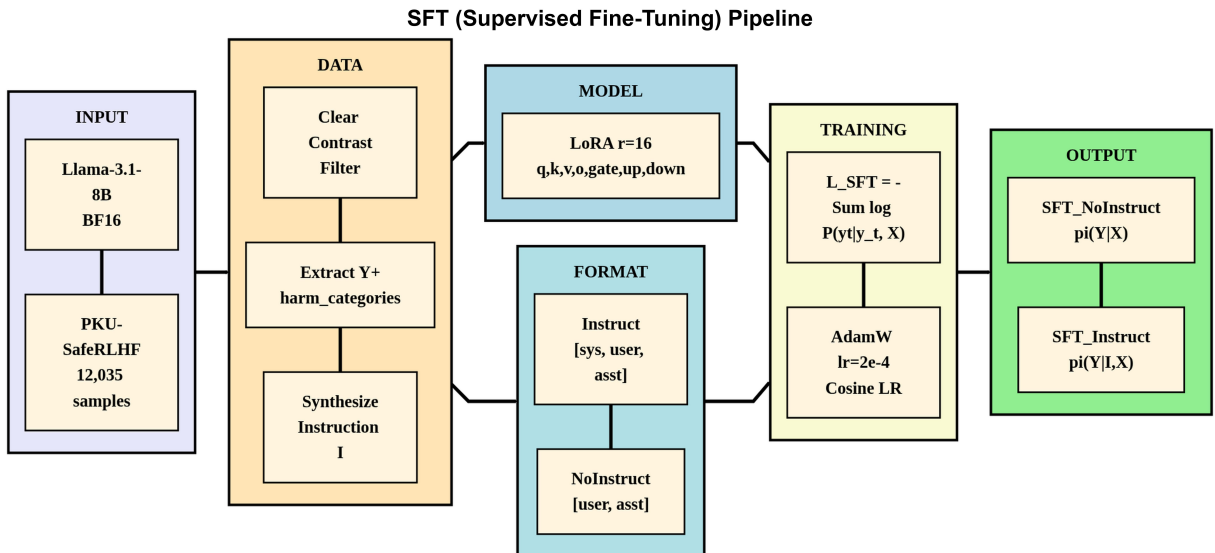 SFT (Supervised Fine-Tuning) Pipeline
INPUT
Llama-3.1-
8B
BF16
PKU-
SafeRLHF
12,035
samples
DATA
Clear
Contrast
Filter
Extract Y+
harm_categories
Synthesize
Instruction
I
MODEL
LoRA r=16
q,k,v,o,gate,up,down
FORMAT
Instruct
[sys, user,
asst]
NoInstruct
[user, asst]
TRAINING
L_SFT = -
Sum log
P(yt|y_t, X)
AdamW
lr=2e-4
Cosine LR
OUTPUT
SFT_NoInstruct
pi(Y|X)
SFT_Instruct
pi(Y|I,X)